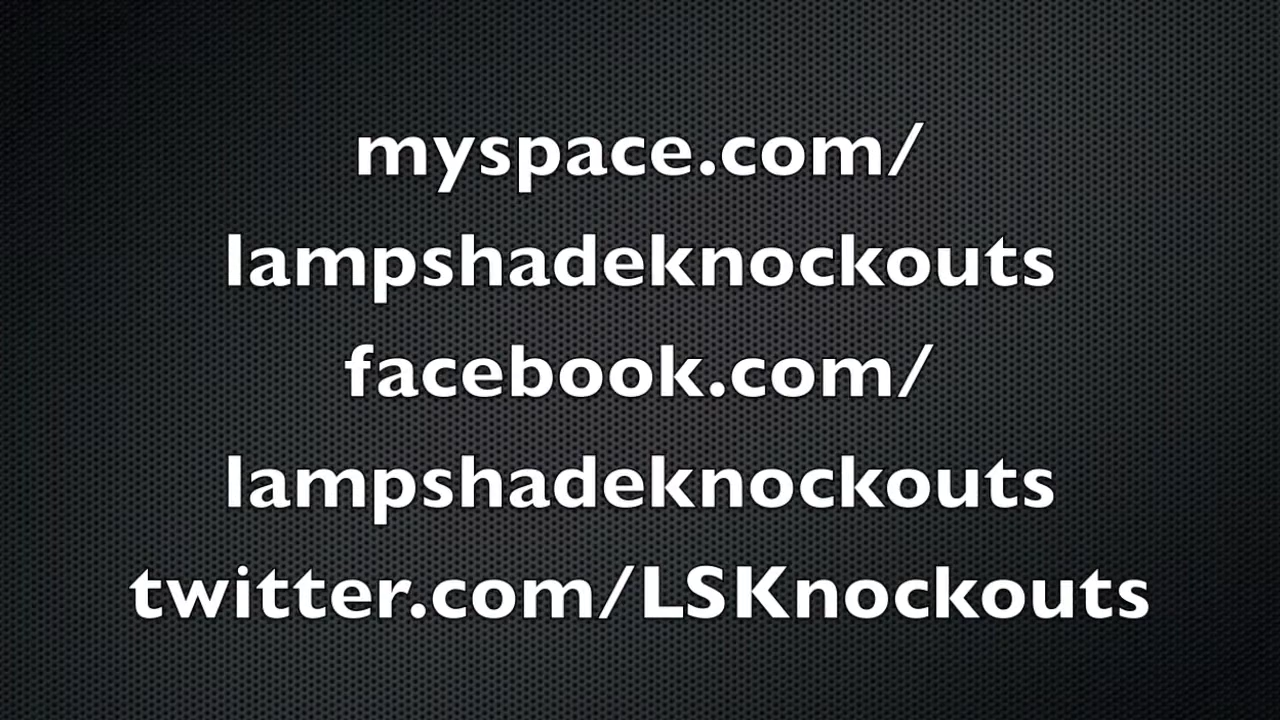 myspace.com/
lampshadeknockouts
facebook.com/
lampshadeknockouts
twitter.com/LSKnockouts